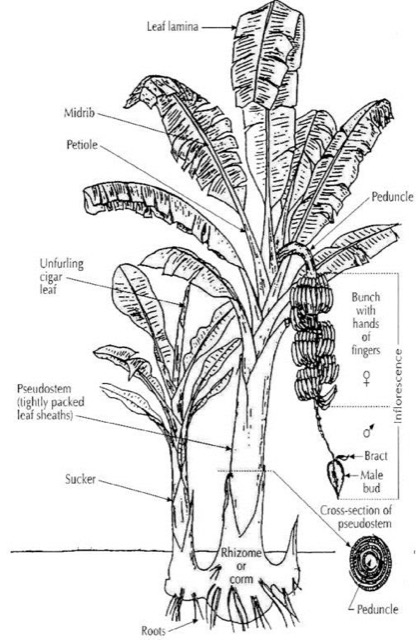 Leaf lamina
Midrib
Petiole
Peduncle
Unfurling
cigar
leaf
Bunch
with
hands
of
fingers
♀
Inflorescence
Pseudostem
(tightly packed
leaf sheaths)
♂
Bract
Male
bud
Sucker
Cross-section of
pseudostem
Rhizome
or
corm
Peduncle
Roots